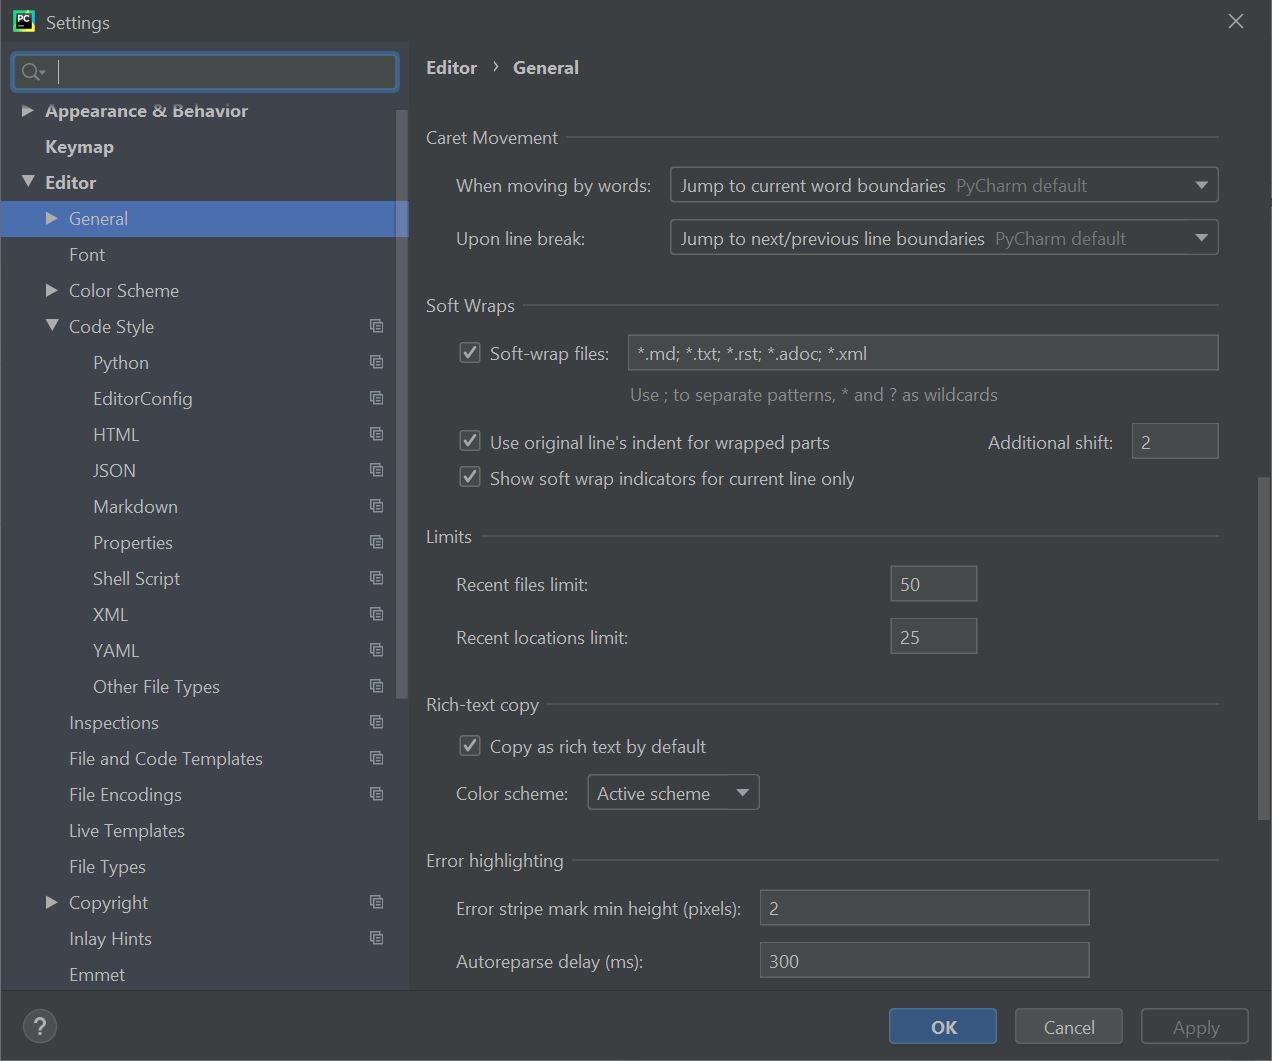 PC
Settings
Appearance & Behavior
Keymap
Editor
General
Font
Color Scheme
Code Style
Python
EditorConfig
HTML
JSON
Markdown
Properties
Shell Script
XML
YAML
Other File Types
Inspections
File and Code Templates
File Encodings
Live Templates
File Types
Copyright
Inlay Hints
Emmet
Editor › General
Caret Movement
When moving by words: Jump to current word boundaries PyCharm default
Upon line break: Jump to next/previous line boundaries PyCharm default
Soft Wraps
Soft-wrap files: *.md; *.txt; *.rst; *.adoc; *.xml
Use ; to separate patterns, * and ? as wildcards
Use original line's indent for wrapped parts Additional shift: 2
Show soft wrap indicators for current line only
Limits
Recent files limit: 50
Recent locations limit: 25
Rich-text copy
Copy as rich text by default
Color scheme: Active scheme
Error highlighting
Error stripe mark min height (pixels): 2
Autoreparse delay (ms): 300
? OK Cancel Apply